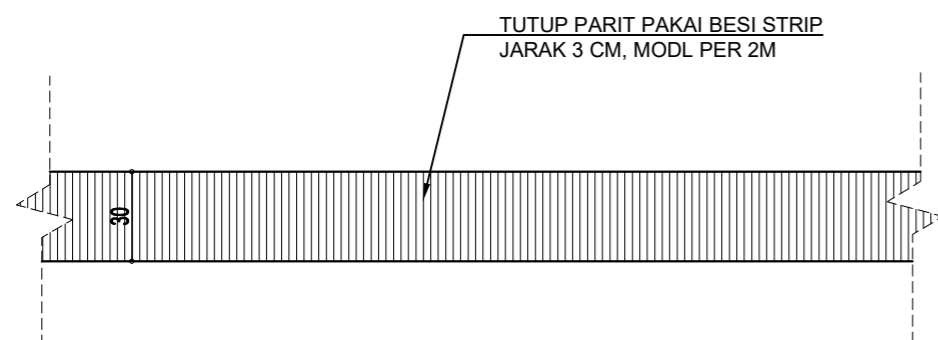 TUTUP PARIT PAKAI BESI STRIP
JARAK 3 CM, MODL PER 2M
30